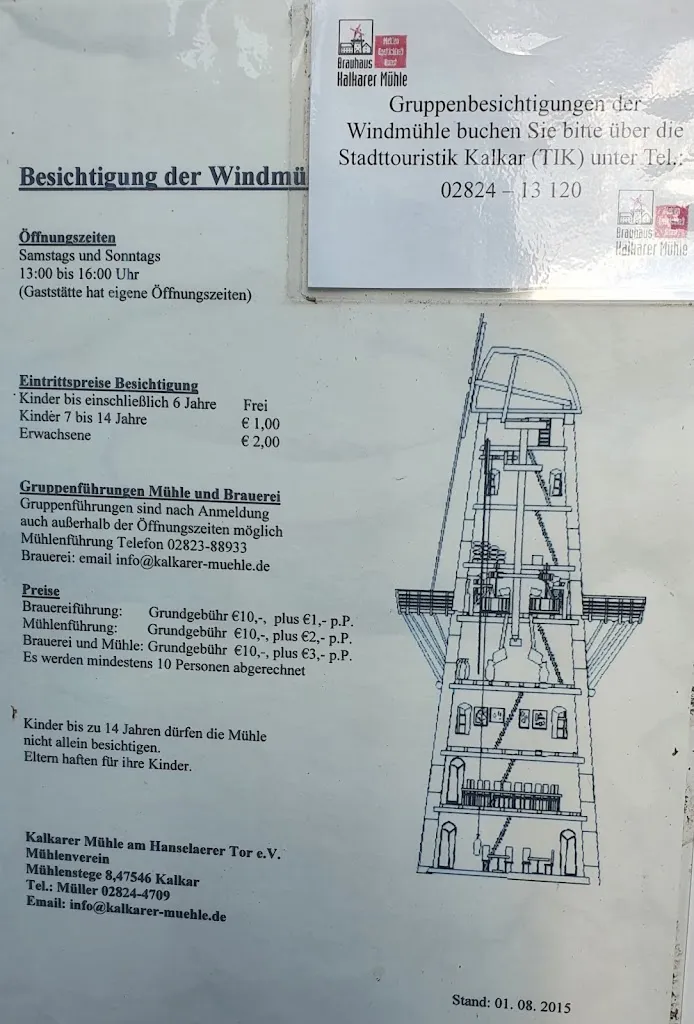 Brauhaus
Kalkarer Mühle
Gruppenbesichtigungen der
Windmühle buchen Sie bitte über die
Stadttouristik Kalkar (TIK) unter Tel.:
02824 – 13 120
Brauhaus
Kalkarer Mühle
Besichtigung der Windmü
Öffnungszeiten
Samstags und Sonntags
13:00 bis 16:00 Uhr
(Gaststätte hat eigene Öffnungszeiten)
Eintrittspreise Besichtigung
Kinder bis einschließlich 6 Jahre Frei
Kinder 7 bis 14 Jahre € 1,00
Erwachsene € 2,00
Gruppenführungen Mühle und Brauerei
Gruppenführungen sind nach Anmeldung
auch außerhalb der Öffnungszeiten möglich
Mühlenführung Telefon 02823-88933
Brauerei: email info@kalkarer-muehle.de
Preise
Brauereiführung: Grundgebühr €10,-, plus €1,- p.P.
Mühlenführung: Grundgebühr €10,-, plus €2,- p.P.
Brauerei und Mühle: Grundgebühr €10,-, plus €3,- p.P.
Es werden mindestens 10 Personen abgerechnet
Kinder bis zu 14 Jahren dürfen die Mühle
nicht allein besichtigen.
Eltern haften für ihre Kinder.
Kalkarer Mühle am Hanselaerer Tor e.V.
Mühlenverein
Mühlenstege 8,47546 Kalkar
Tel.: Müller 02824-4709
Email: info@kalkarer-muehle.de
Stand: 01. 08. 2015